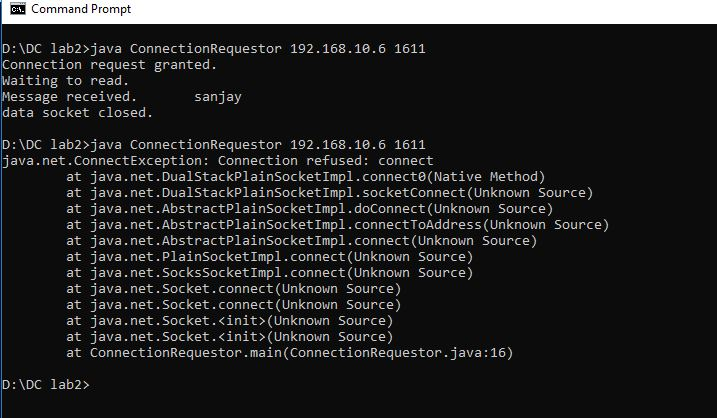 Command Prompt
D:\DC lab2>java ConnectionRequestor 192.168.10.6 1611
Connection request granted.
Waiting to read.
Message received.       sanjay
data socket closed.
D:\DC lab2>java ConnectionRequestor 192.168.10.6 1611
java.net.ConnectException: Connection refused: connect
        at java.net.DualStackPlainSocketImpl.connect0(Native Method)
        at java.net.DualStackPlainSocketImpl.socketConnect(Unknown Source)
        at java.net.AbstractPlainSocketImpl.doConnect(Unknown Source)
        at java.net.AbstractPlainSocketImpl.connectToAddress(Unknown Source)
        at java.net.AbstractPlainSocketImpl.connect(Unknown Source)
        at java.net.PlainSocketImpl.connect(Unknown Source)
        at java.net.SocksSocketImpl.connect(Unknown Source)
        at java.net.Socket.connect(Unknown Source)
        at java.net.Socket.connect(Unknown Source)
        at java.net.Socket.<init>(Unknown Source)
        at java.net.Socket.<init>(Unknown Source)
        at ConnectionRequestor.main(ConnectionRequestor.java:16)
D:\DC lab2>